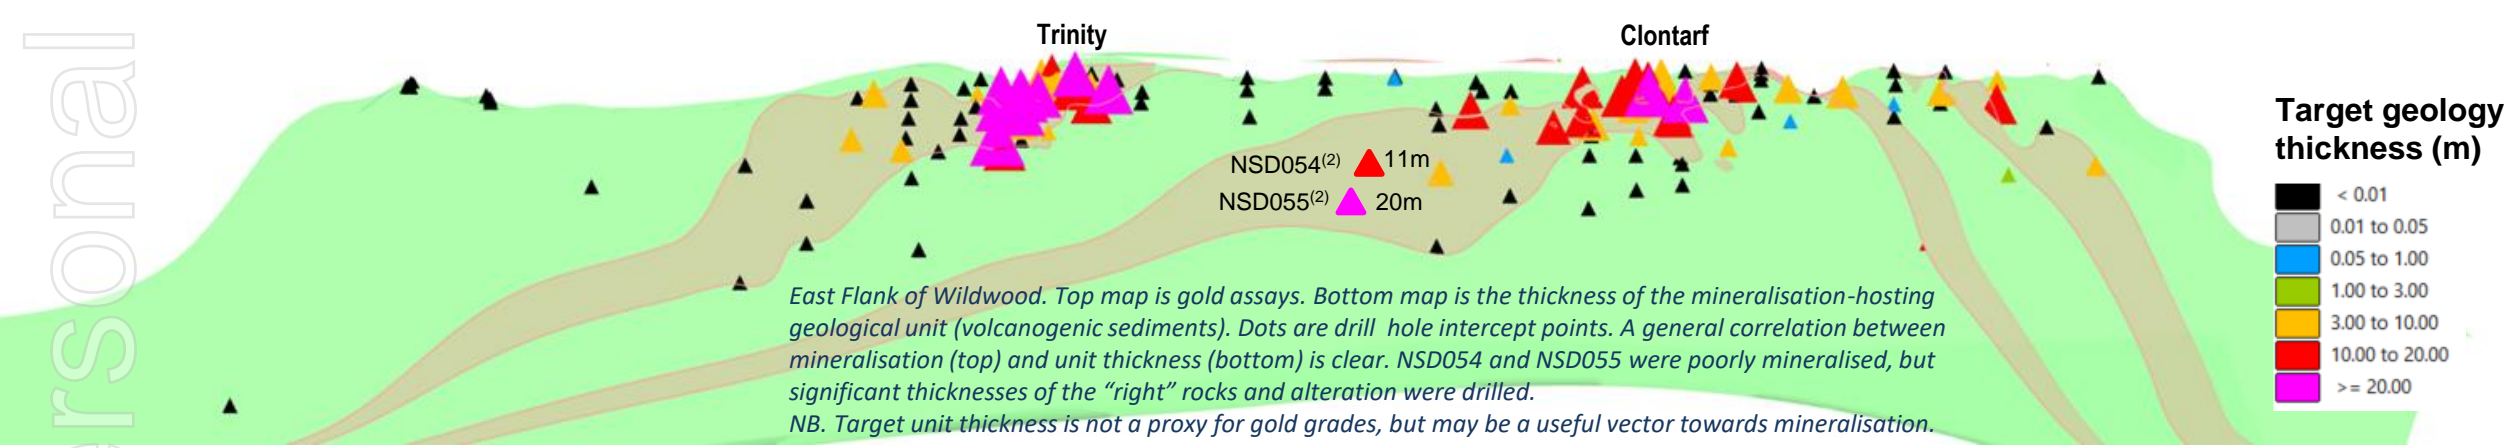 Trinity
Clontarf
NSD054(2) 11m
NSD055(2) 20m
Target geology
thickness (m)
< 0.01
0.01 to 0.05
0.05 to 1.00
1.00 to 3.00
3.00 to 10.00
10.00 to 20.00
>= 20.00
East Flank of Wildwood. Top map is gold assays. Bottom map is the thickness of the mineralisation-hosting
geological unit (volcanogenic sediments). Dots are drill hole intercept points. A general correlation between
mineralisation (top) and unit thickness (bottom) is clear. NSD054 and NSD055 were poorly mineralised, but
significant thicknesses of the “right” rocks and alteration were drilled.
NB. Target unit thickness is not a proxy for gold grades, but may be a useful vector towards mineralisation.
ersonal